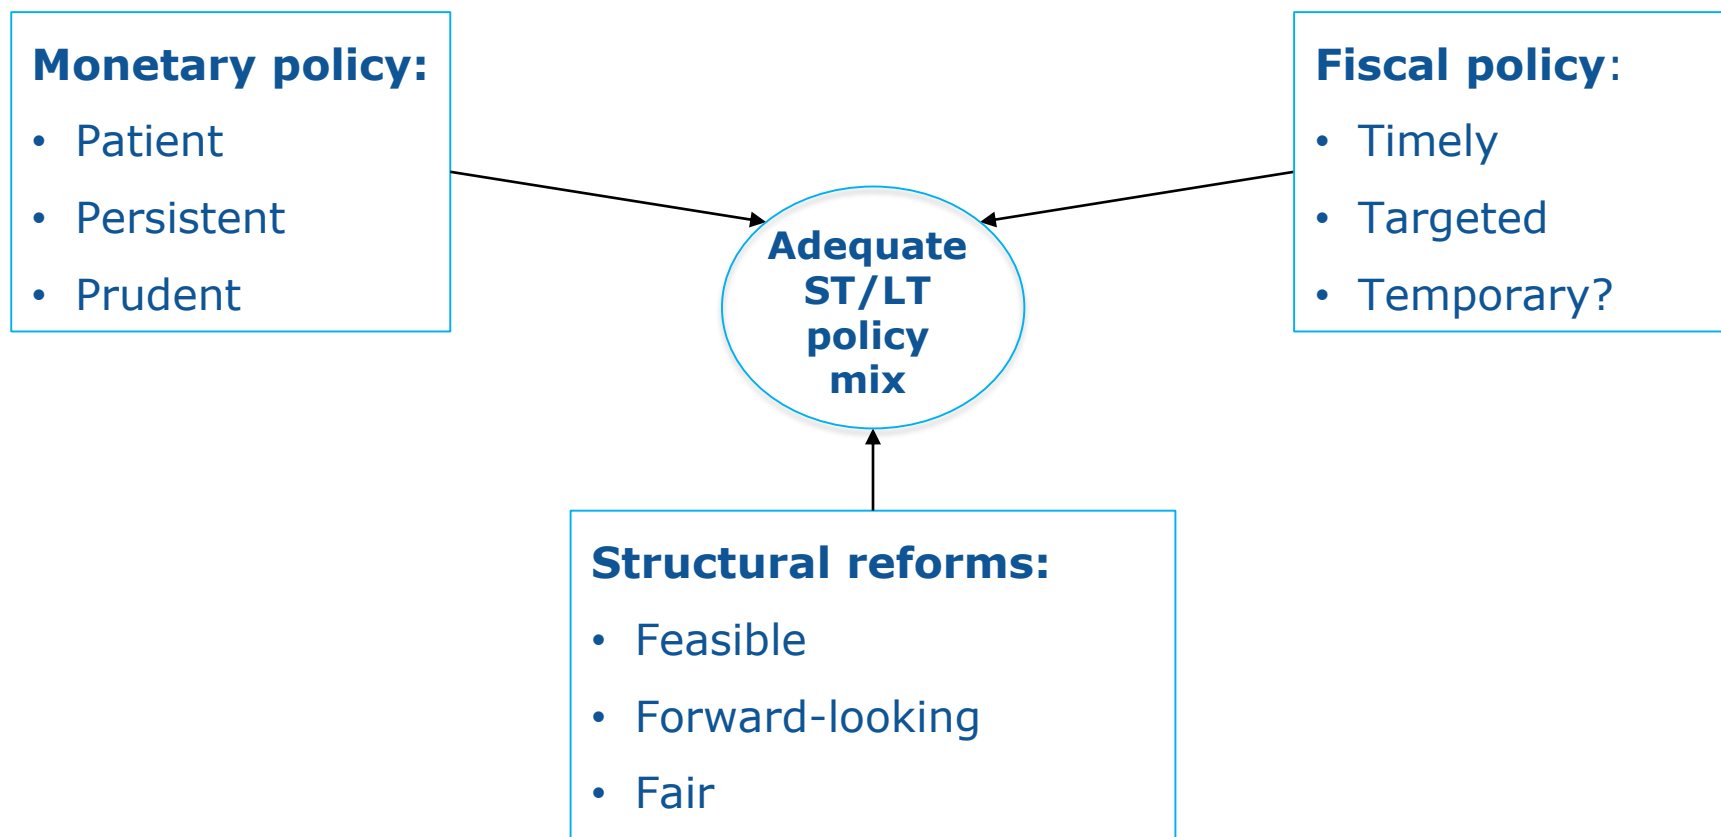 Monetary policy:
• Patient
• Persistent
• Prudent
Fiscal policy:
• Timely
• Targeted
• Temporary?
Adequate
ST/LT
policy
mix
Structural reforms:
• Feasible
• Forward-looking
• Fair